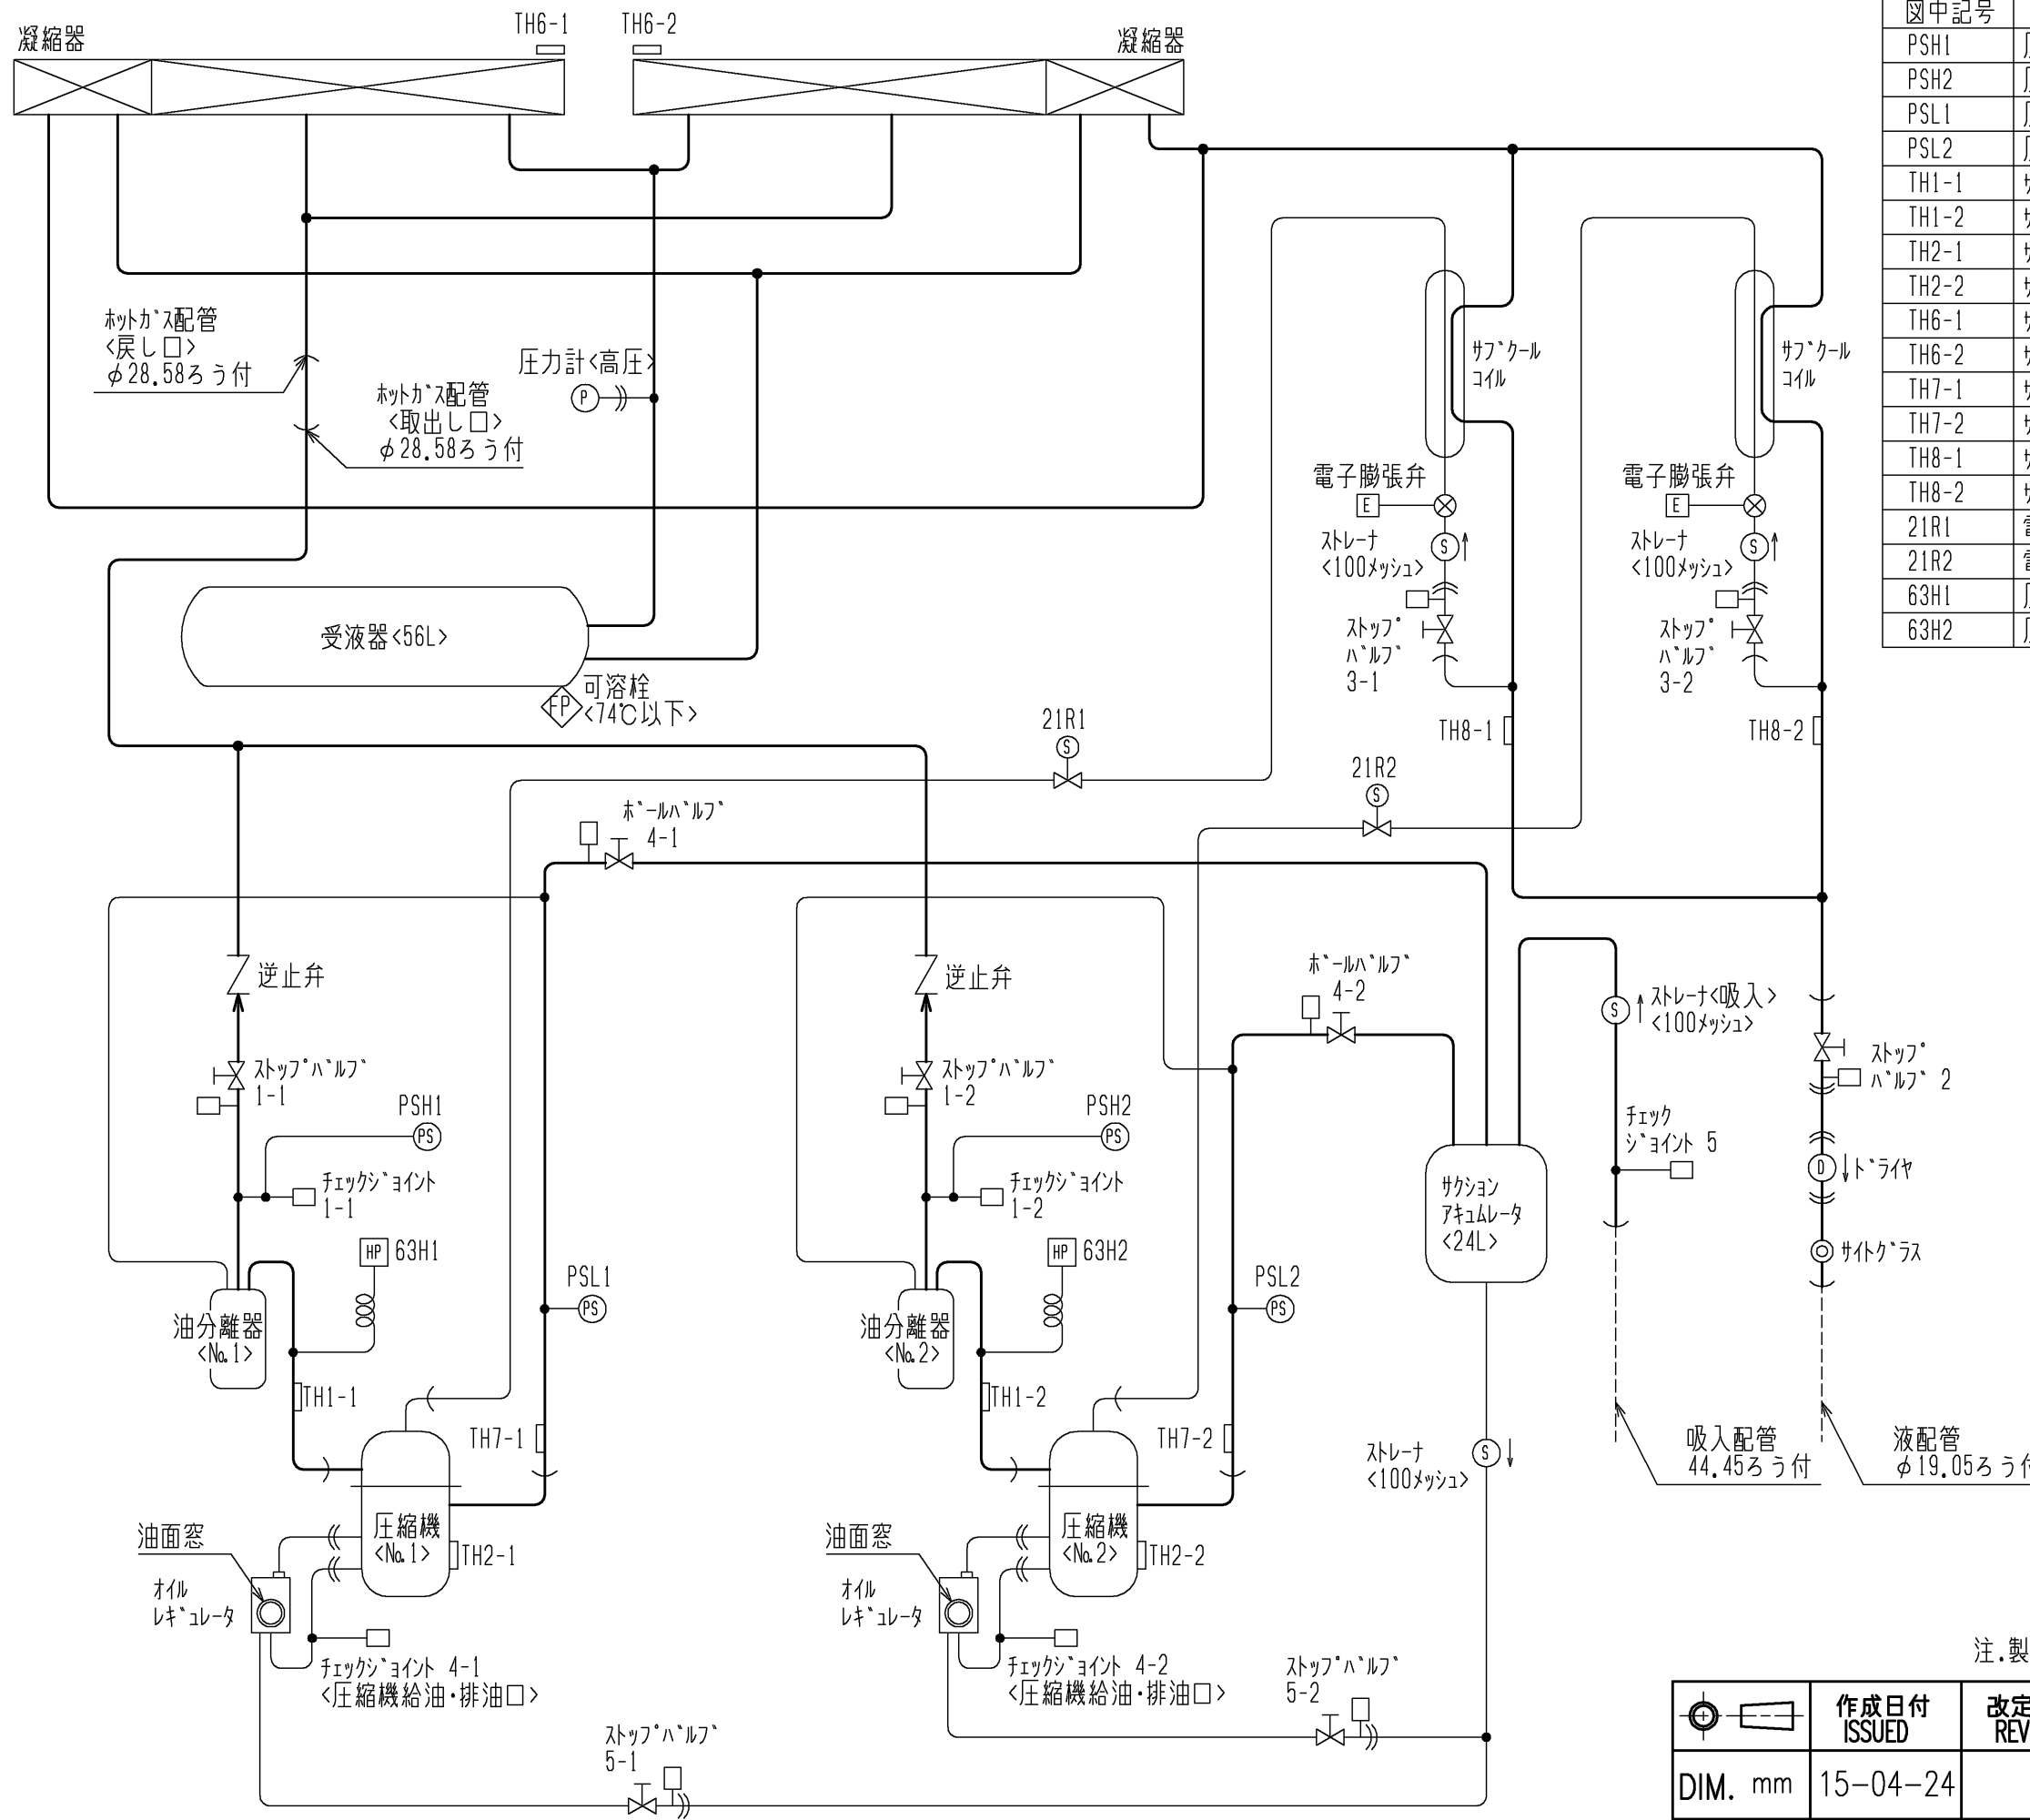 凝縮器
TH6-1
TH6-2
凝縮器
図中記号
PSH1
PSH2
PSL1
PSL2
TH1-1
TH1-2
TH2-1
TH2-2
TH6-1
TH6-2
TH7-1
TH7-2
TH8-1
TH8-2
21R1
21R2
63H1
63H2
ﾎｯﾄｶﾞｽ配管
<戻し口>
φ28.58ろう付
ﾎｯﾄｶﾞｽ配管
<取出し口>
φ28.58ろう付
圧力計<高圧>
P
ｻﾌﾞｸｰﾙ
ｺｲﾙ
ｻﾌﾞｸｰﾙ
ｺｲﾙ
電子膨張弁
E
ｽﾄﾚｰﾅ
<100ﾒｯｼｭ>
S
電子膨張弁
E
ｽﾄﾚｰﾅ
<100ﾒｯｼｭ>
S
ｽﾄｯﾌﾟ
ﾊﾞﾙﾌﾞ
3-1
ｽﾄｯﾌﾟ
ﾊﾞﾙﾌﾞ
3-2
受液器<56L>
FP
可溶栓
<74℃以下>
TH8-1
TH8-2
21R1
S
21R2
S
ﾎﾞｰﾙﾊﾞﾙﾌﾞ
4-1
ﾎﾞｰﾙﾊﾞﾙﾌﾞ
4-2
逆止弁
逆止弁
S
ｽﾄﾚｰﾅ<吸入>
<100ﾒｯｼｭ>
ｽﾄｯﾌﾟﾊﾞﾙﾌﾞ
1-1
ｽﾄｯﾌﾟﾊﾞﾙﾌﾞ
1-2
ｽﾄｯﾌﾟ
ﾊﾞﾙﾌﾞ 2
PSH1
PS
PSH2
PS
ﾁｪｯｸ
ｼﾞｮｲﾝﾄ 5
D
ﾄﾞﾗｲﾔ
ﾁｪｯｸｼﾞｮｲﾝﾄ
1-1
ﾁｪｯｸｼﾞｮｲﾝﾄ
1-2
ｻｸｼｮﾝ
ｱｷｭﾑﾚｰﾀ
<24L>
HP
63H1
HP
63H2
ｻｲﾄｸﾞﾗｽ
PSL1
PS
PSL2
PS
油分離器
<No.1>
油分離器
<No.2>
TH1-1
TH1-2
TH7-1
TH7-2
ｽﾄﾚｰﾅ
<100ﾒｯｼｭ>
S
吸入配管
44.45ろう付
液配管
φ19.05ろう付
油面窓
圧縮機
<No.1>
TH2-1
油面窓
圧縮機
<No.2>
TH2-2
ｵｲﾙ
ﾚｷﾞｭﾚｰﾀ
ｵｲﾙ
ﾚｷﾞｭﾚｰﾀ
ﾁｪｯｸｼﾞｮｲﾝﾄ 4-1
<圧縮機給油・排油口>
ﾁｪｯｸｼﾞｮｲﾝﾄ 4-2
<圧縮機給油・排油口>
ｽﾄｯﾌﾟﾊﾞﾙﾌﾞ
5-2
ｽﾄｯﾌﾟﾊﾞﾙﾌﾞ
5-1
注.製
作成日付
ISSUED
改定
REV
DIM. mm
15-04-24